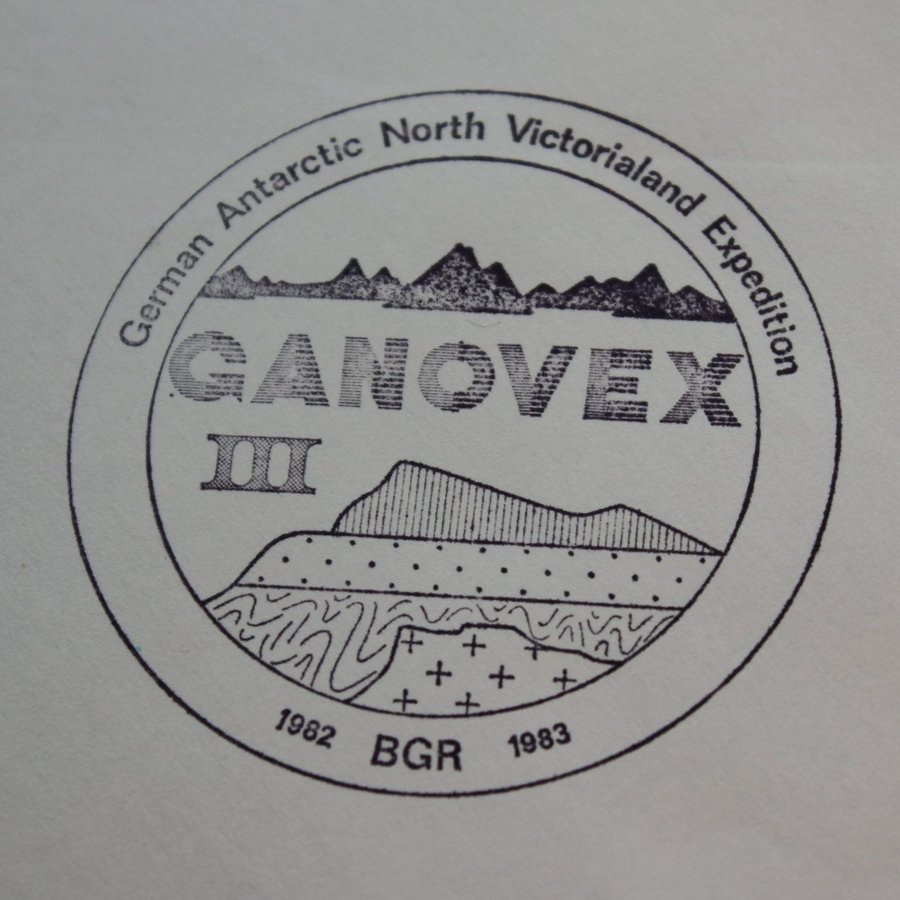 German Antarctic North Victorialand Expedition
GANOVEX
III
1982 BGR 1983